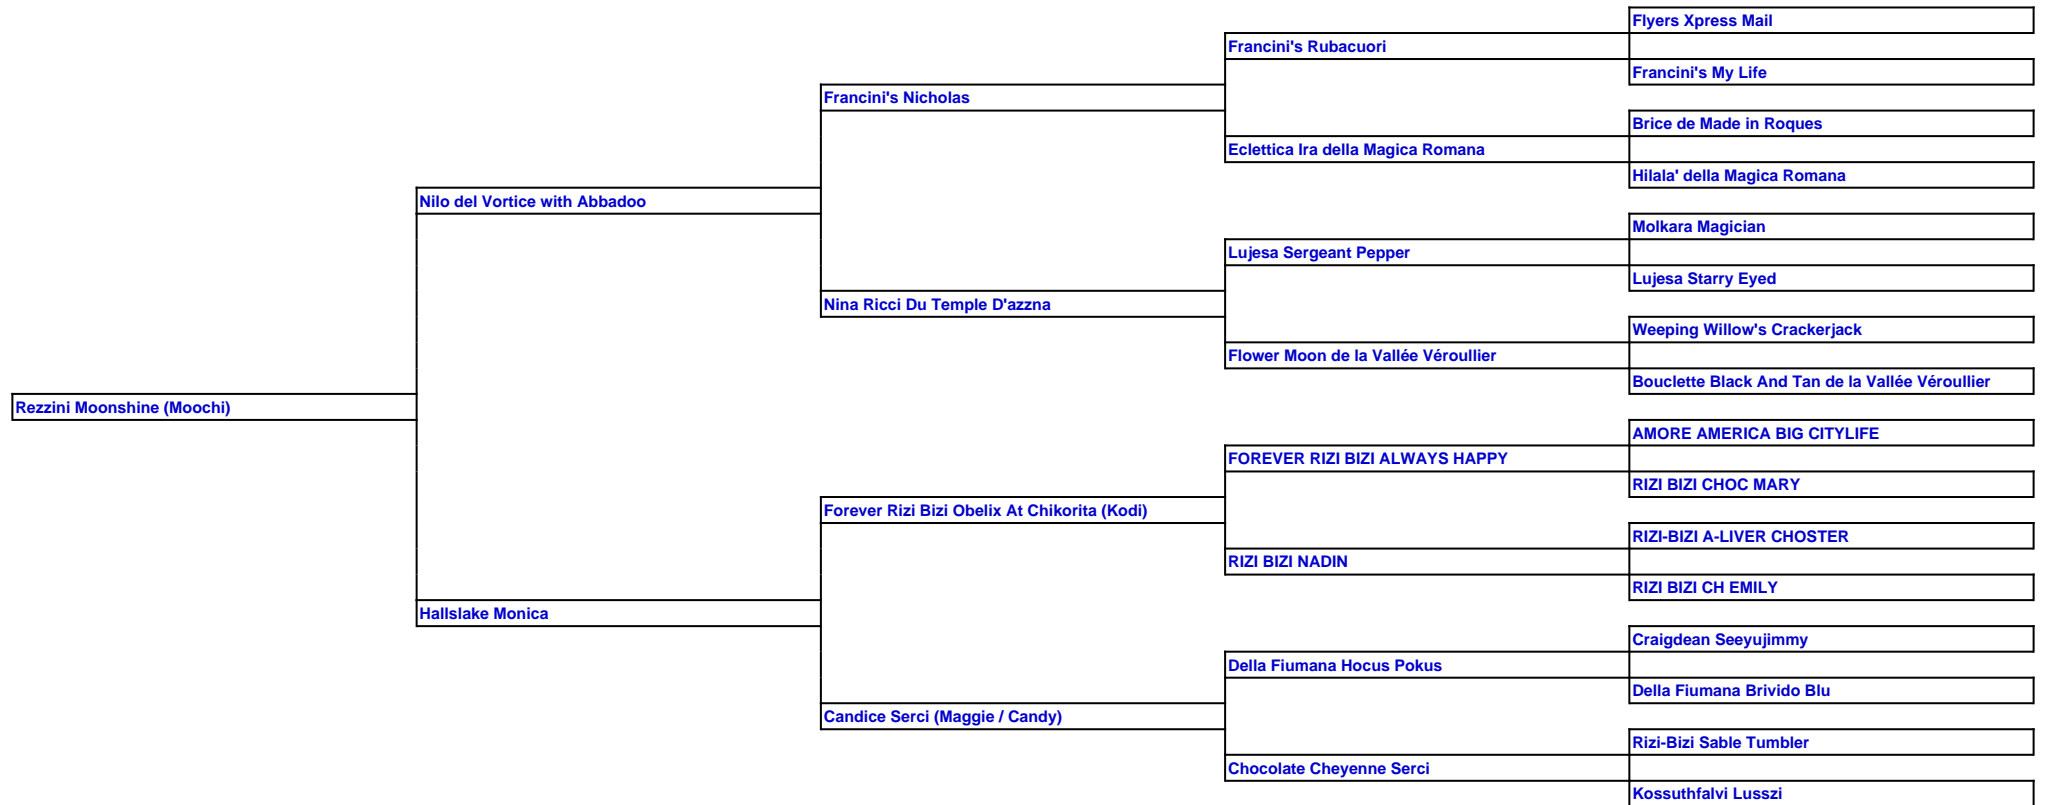 Flyers Xpress Mail
Francini's Rubacuori
Francini's My Life
Francini's Nicholas
Brice de Made in Roques
Eclettica Ira della Magica Romana
Hilala' della Magica Romana
Nilo del Vortice with Abbadoo
Molkara Magician
Lujesa Sergeant Pepper
Lujesa Starry Eyed
Nina Ricci Du Temple D'azzna
Weeping Willow's Crackerjack
Flower Moon de la Vallée Véroullier
Bouclette Black And Tan de la Vallée Véroullier
Rezzini Moonshine (Moochi)
AMORE AMERICA BIG CITYLIFE
FOREVER RIZI BIZI ALWAYS HAPPY
RIZI BIZI CHOC MARY
Forever Rizi Bizi Obelix At Chikorita (Kodi)
RIZI-BIZI A-LIVER CHOSTER
RIZI BIZI NADIN
RIZI BIZI CH EMILY
Hallslake Monica
Craigdean Seeyujimmy
Della Fiumana Hocus Pokus
Della Fiumana Brivido Blu
Candice Serci (Maggie / Candy)
Rizi-Bizi Sable Tumbler
Chocolate Cheyenne Serci
Kossuthfalvi Lusszi